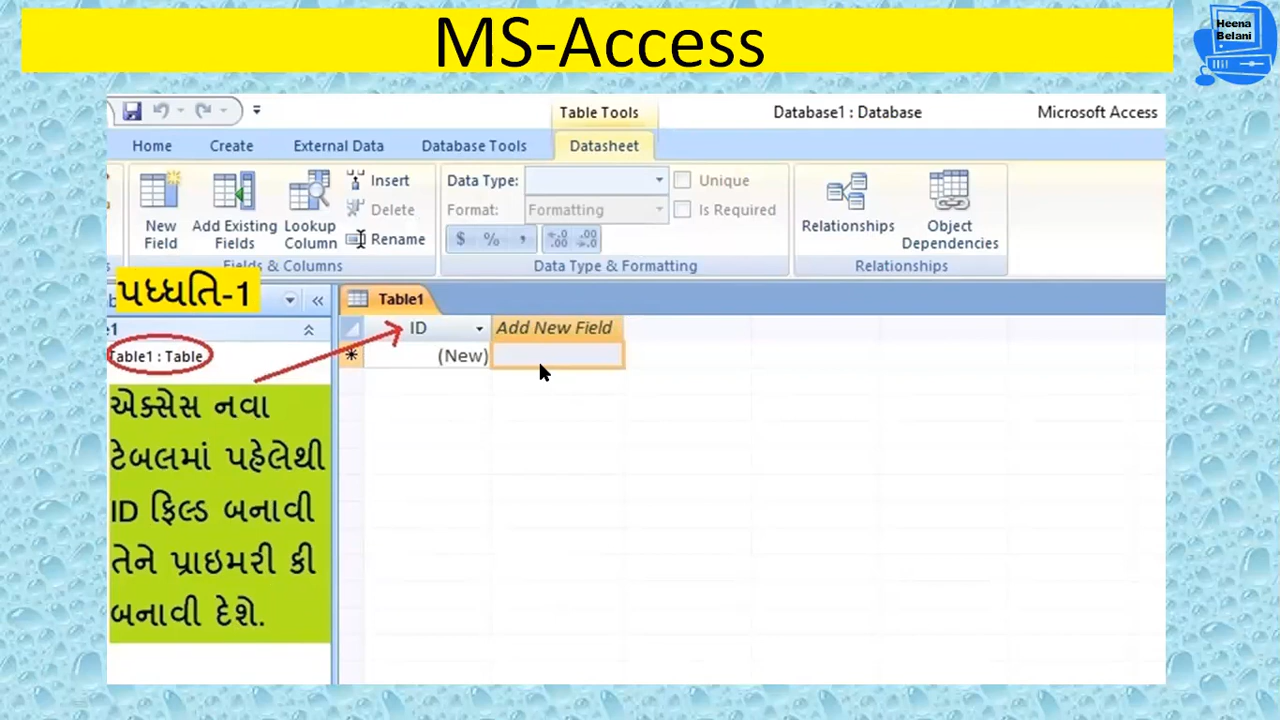 MS-Access
Heena
Belani
Table Tools
Database1 : Database
Microsoft Access
Home
Create
External Data
Database Tools
Datasheet
New
Field
Add Existing
Fields
Lookup
Column
Insert
Delete
Rename
Fields & Columns
Data Type:
Format:
Formatting
$ % ,
Unique
Is Required
Data Type & Formatting
Relationships
Object
Dependencies
Relationships
પધ્ધતિ-1
Table1
Table1 : Table
ID
Add New Field
(New)
એક્સેસ નવા
ટેબલમાં પહેલેથી
ID ફિલ્ડ બનાવી
તેને પ્રાઇમરી કી
બનાવી દેશે.